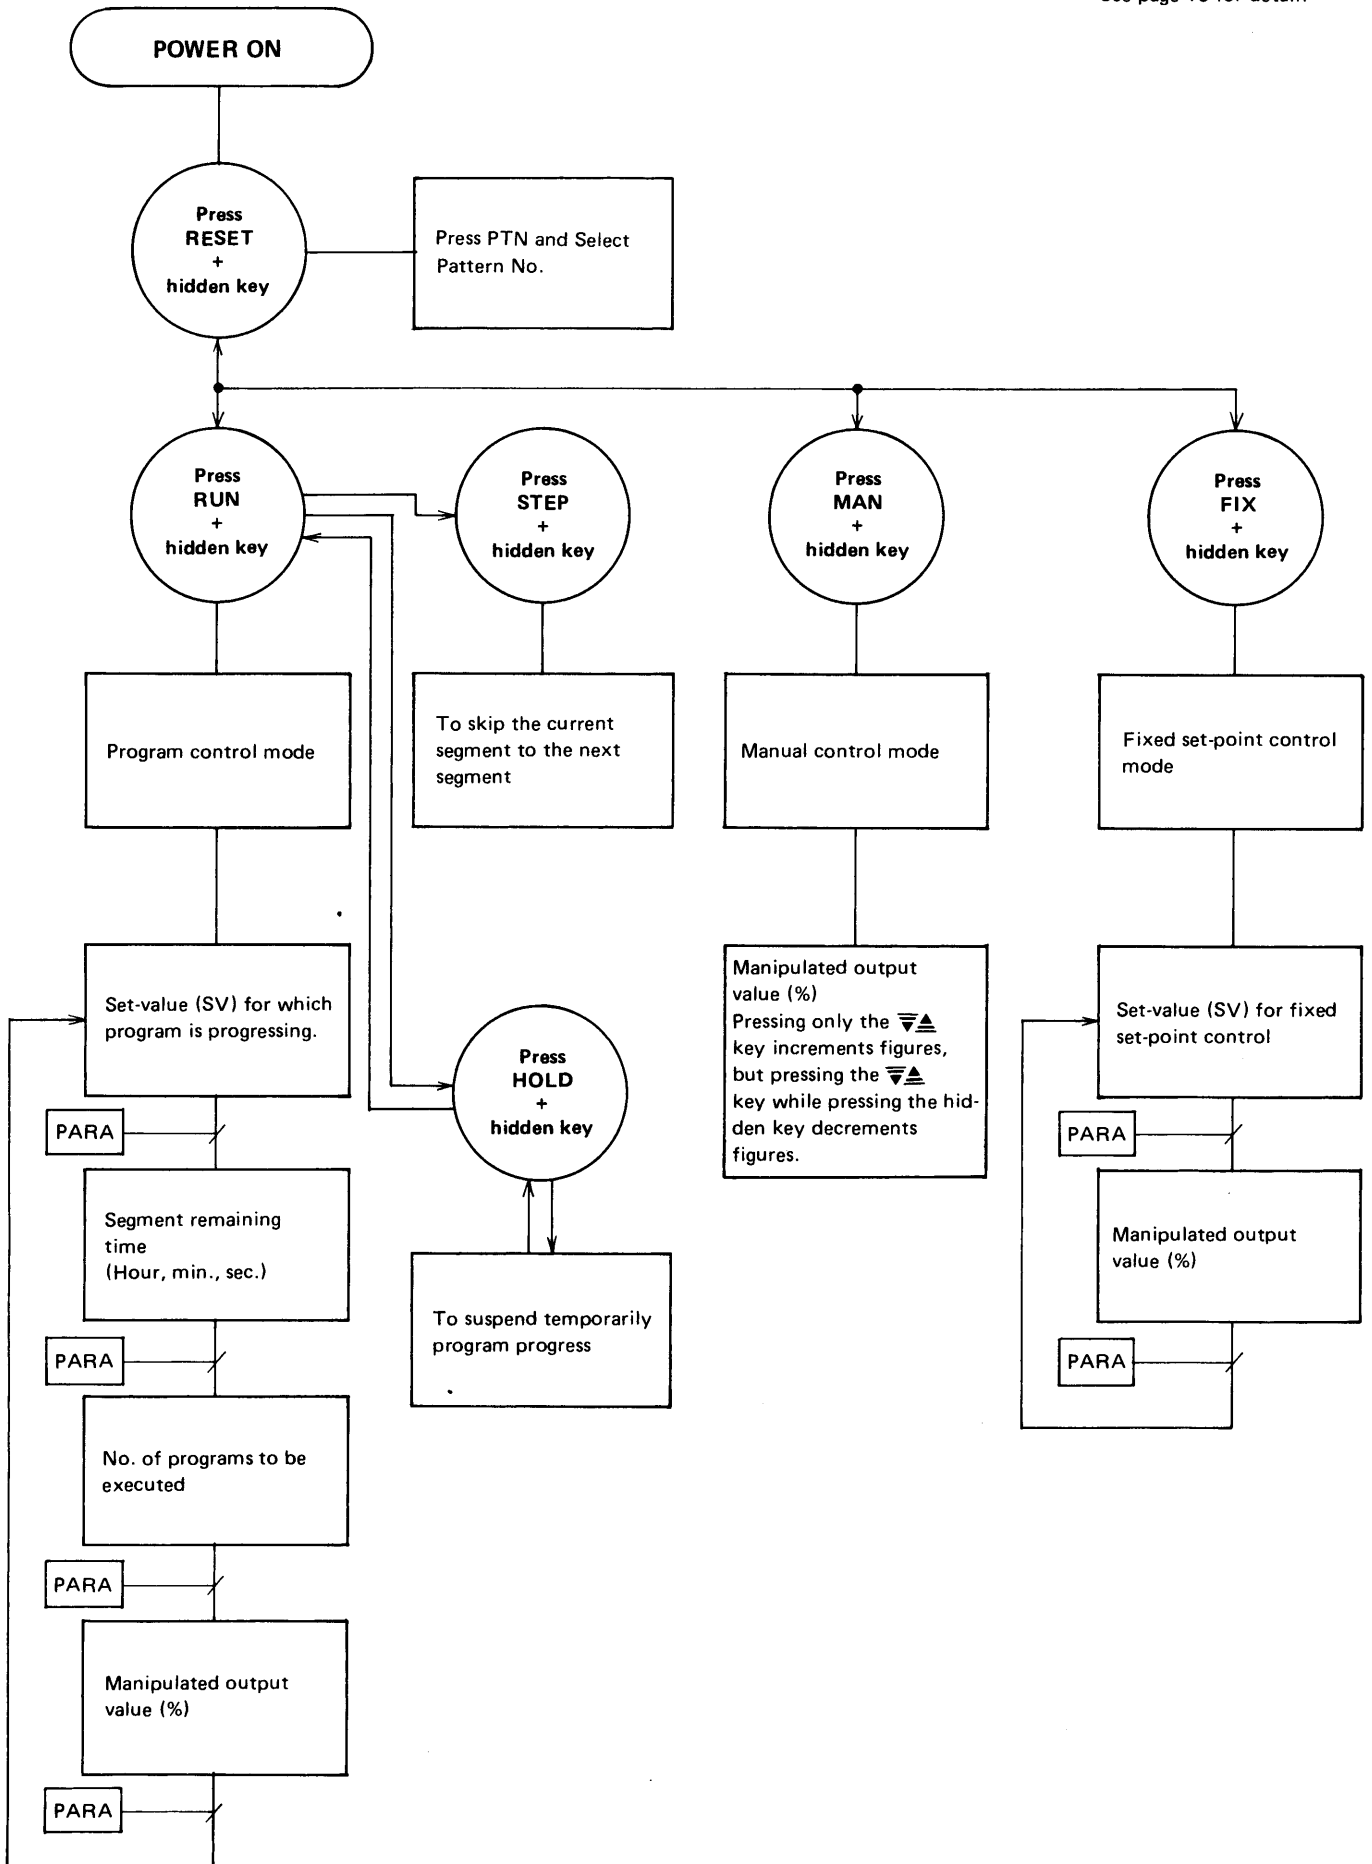 See page 18 for detail.
POWER ON
Press
RESET
+
hidden key
Press PTN and Select
Pattern No.
Press
RUN
+
hidden key
Press
STEP
+
hidden key
Press
MAN
+
hidden key
Press
FIX
+
hidden key
Program control mode
To skip the current
segment to the next
segment
Manual control mode
Fixed set-point control
mode
Set-value (SV) for which
program is progressing.
PARA
Segment remaining
time
(Hour, min., sec.)
PARA
No. of programs to be
executed
PARA
Manipulated output
value (%)
PARA
Press
HOLD
+
hidden key
To suspend temporarily
program progress
Manipulated output
value (%)
Pressing only the
key increments figures,
but pressing the
key while pressing the hid-
den key decrements
figures.
Set-value (SV) for fixed
set-point control
PARA
Manipulated output
value (%)
PARA